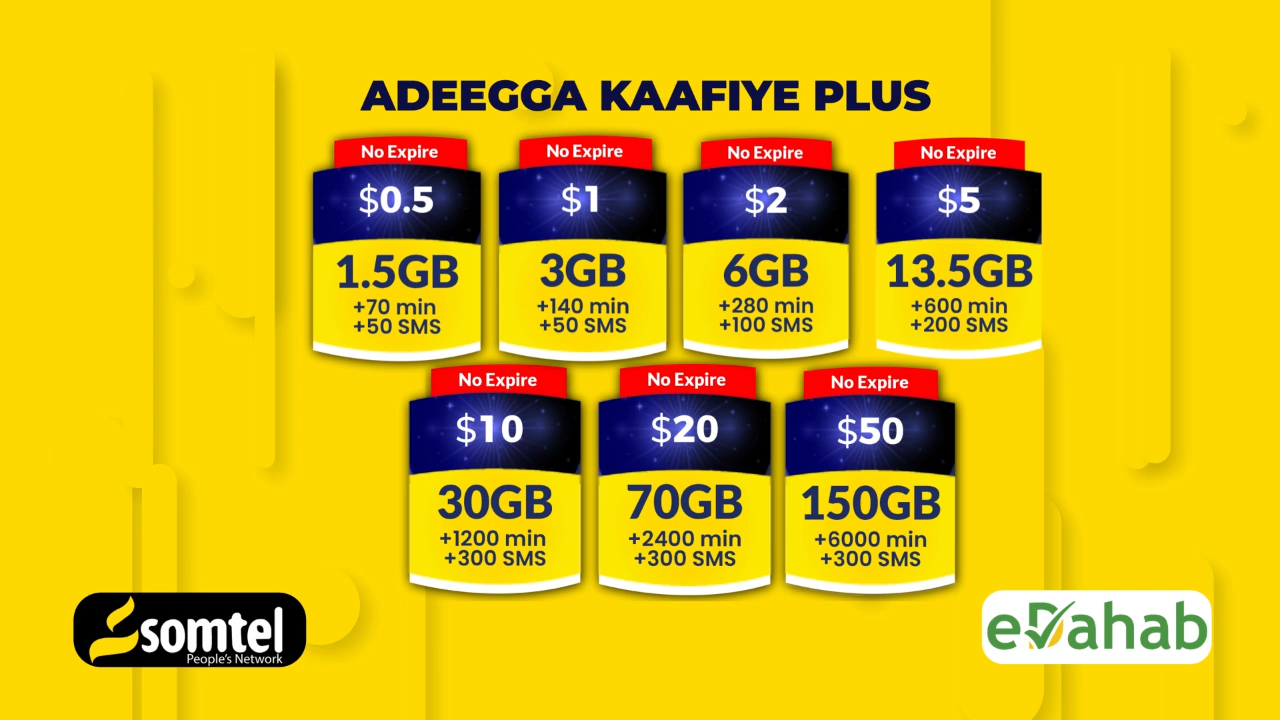 ADEEGGA KAAFIYE PLUS
No Expire
$0.5
1.5GB
+70 min
+50 SMS
No Expire
$1
3GB
+140 min
+50 SMS
No Expire
$2
6GB
+280 min
+100 SMS
No Expire
$5
13.5GB
+600 min
+200 SMS
No Expire
$10
30GB
+1200 min
+300 SMS
No Expire
$20
70GB
+2400 min
+300 SMS
No Expire
$50
150GB
+6000 min
+300 SMS
somtel
People's Network
eDahab